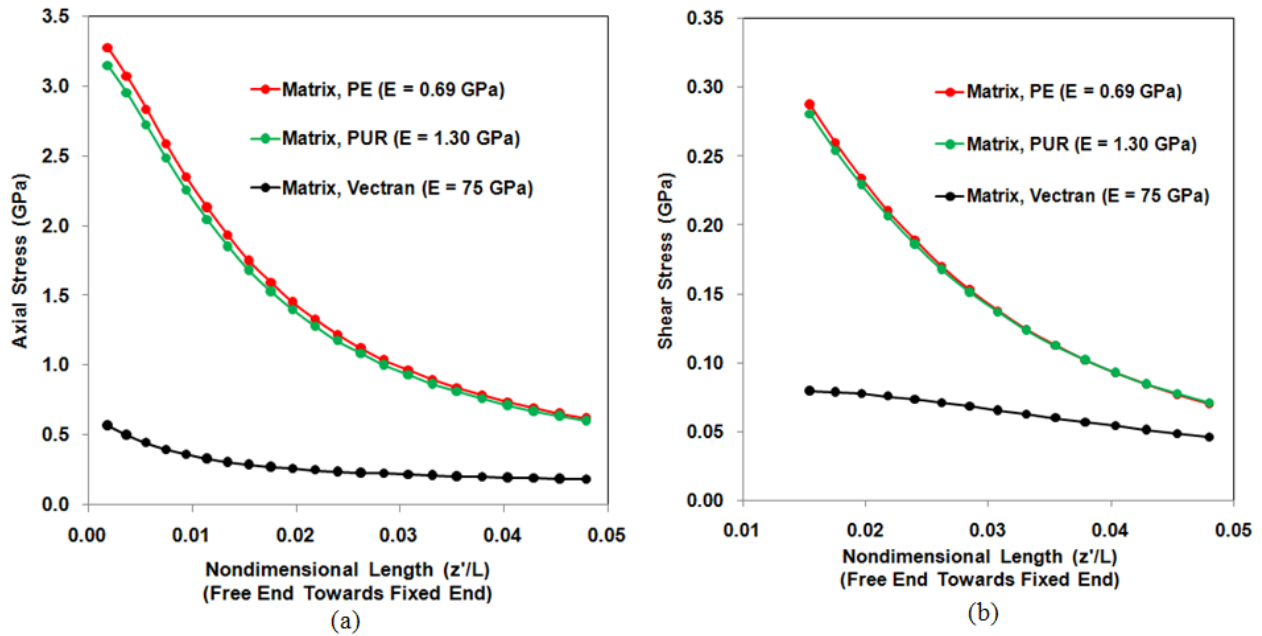 3.5
3.0
2.5
2.0
1.5
1.0
0.5
0.0
Axial Stress (GPa)
Matrix, PE (E = 0.69 GPa)
Matrix, PUR (E = 1.30 GPa)
Matrix, Vectran (E = 75 GPa)
0.00 0.01 0.02 0.03 0.04 0.05
Nondimensional Length (z'/L)
(Free End Towards Fixed End)
(a)
0.35
0.30
0.25
0.20
0.15
0.10
0.05
0.00
Shear Stress (GPa)
Matrix, PE (E = 0.69 GPa)
Matrix, PUR (E = 1.30 GPa)
Matrix, Vectran (E = 75 GPa)
0.01 0.02 0.03 0.04 0.05
Nondimensional Length (z'/L)
(Free End Towards Fixed End)
(b)